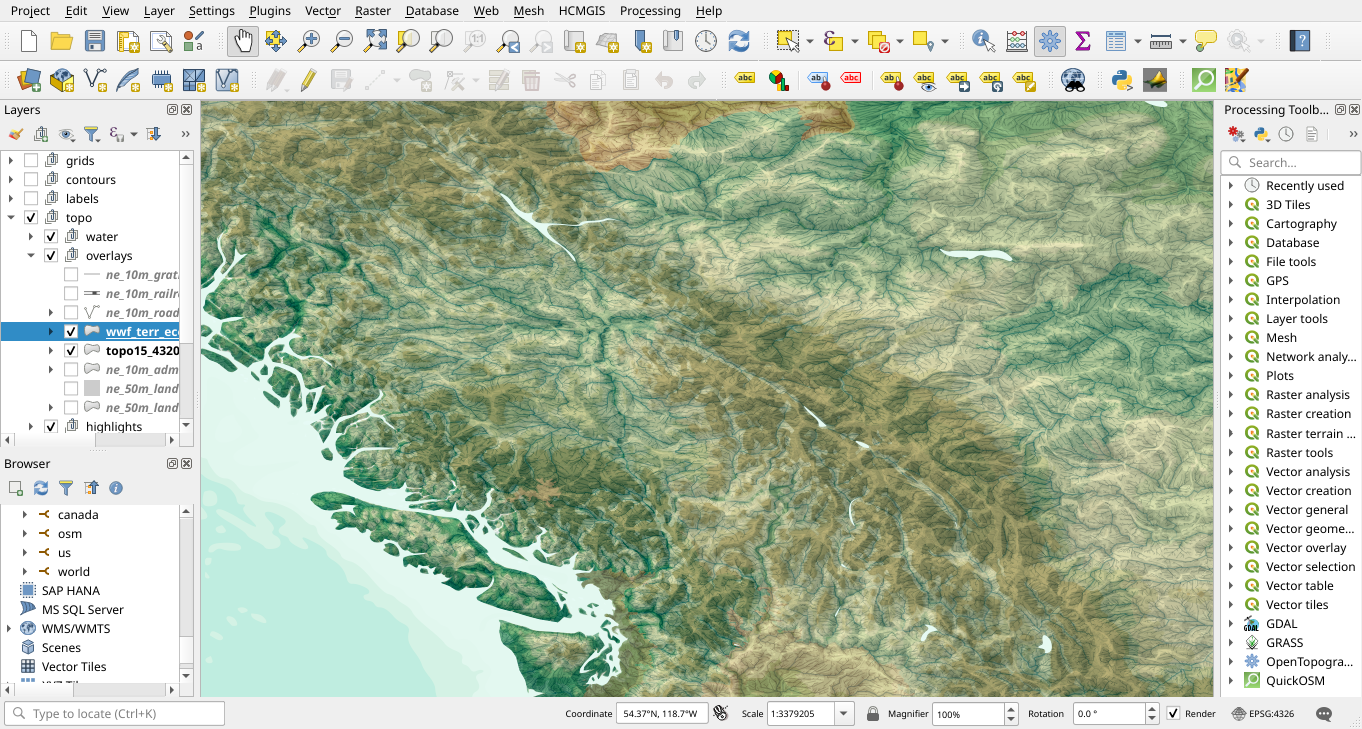 Project Edit View Layer Settings Plugins Vector Raster Database Web Mesh HCMGIS Processing Help
Layers
grids
contours
labels
topo
water
overlays
ne_10m_grat
ne_10m_railr
ne_10m_road
wwf_terr_ec
topo15_4320
ne_10m_adm
ne_50m_land
ne_50m_land
highlights
Browser
canada
osm
us
world
SAP HANA
MS SQL Server
WMS/WMTS
Scenes
Vector Tiles
Processing Toolb...
Search...
Recently used
3D Tiles
Cartography
Database
File tools
GPS
Interpolation
Layer tools
Mesh
Network analy...
Plots
Raster analysis
Raster creation
Raster terrain ...
Raster tools
Vector analysis
Vector creation
Vector general
Vector geome...
Vector overlay
Vector selection
Vector table
Vector tiles
GDAL
GRASS
OpenTopogra...
QuickOSM
Type to locate (Ctrl+K)
Coordinate 54.37°N, 118.7°W Scale 1:3379205 Magnifier 100% Rotation 0.0 ° Render EPSG:4326